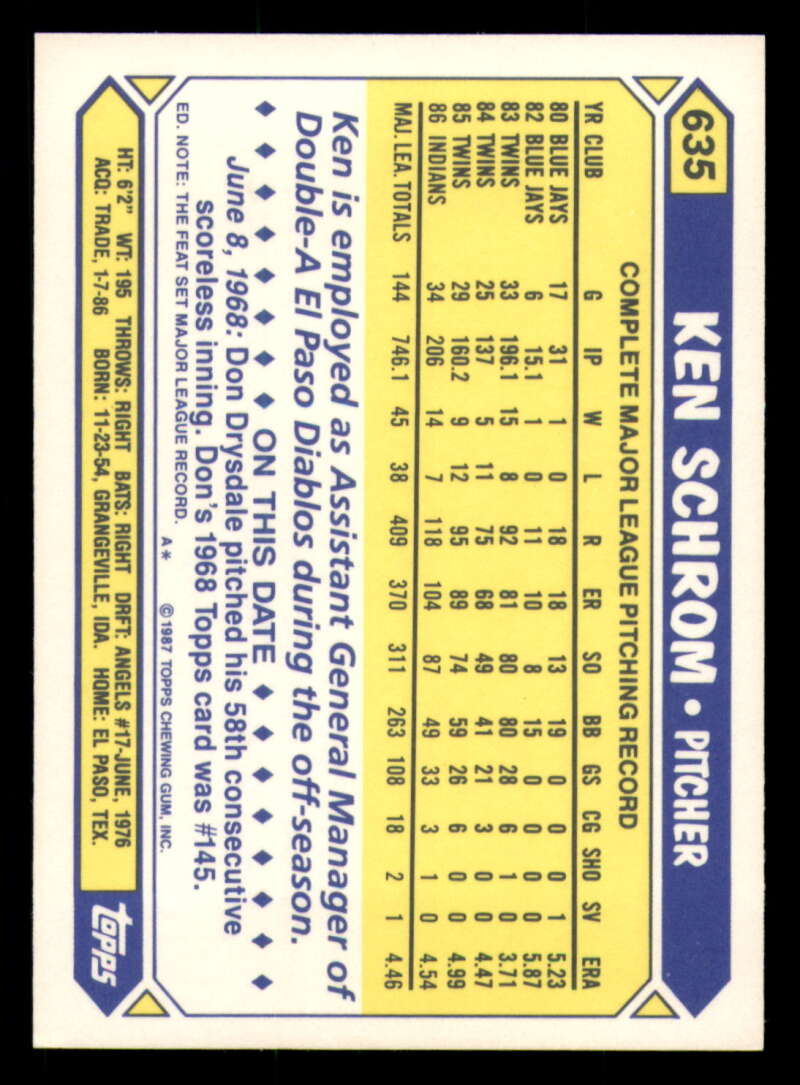 635 KEN SCHROM • PITCHER
COMPLETE MAJOR LEAGUE PITCHING RECORD
YR CLUB G IP W L R ER SO BB GS CG SHO SV ERA
80 BLUE JAYS 17 31 1 0 18 18 13 19 0 0 0 1 5.23
82 BLUE JAYS 6 15.1 1 0 11 10 8 15 0 0 0 0 5.87
83 TWINS 33 196.1 15 8 92 81 80 80 28 6 1 0 3.71
84 TWINS 25 137 5 11 75 68 49 41 21 3 0 0 4.47
85 TWINS 29 160.2 9 12 95 89 74 59 26 6 0 0 4.99
86 INDIANS 34 206 14 7 118 104 87 49 33 3 1 0 4.54
MAJ. LEA. TOTALS 144 746.1 45 38 409 370 311 263 108 18 2 1 4.46
Ken is employed as Assistant General Manager of
Double-A El Paso Diablos during the off-season.
ON THIS DATE
June 8, 1968: Don Drysdale pitched his 58th consecutive
scoreless inning. Don's 1968 Topps card was #145.
ED. NOTE: THE FEAT SET MAJOR LEAGUE RECORD. A* ©1987 TOPPS CHEWING GUM, INC.
HT: 6'2" WT: 195 THROWS: RIGHT BATS: RIGHT DRFT: ANGELS #17-JUNE, 1976
ACQ: TRADE, 1-7-86 BORN: 11-23-54, GRANGEVILLE, IDA. HOME: EL PASO, TEX.
topps